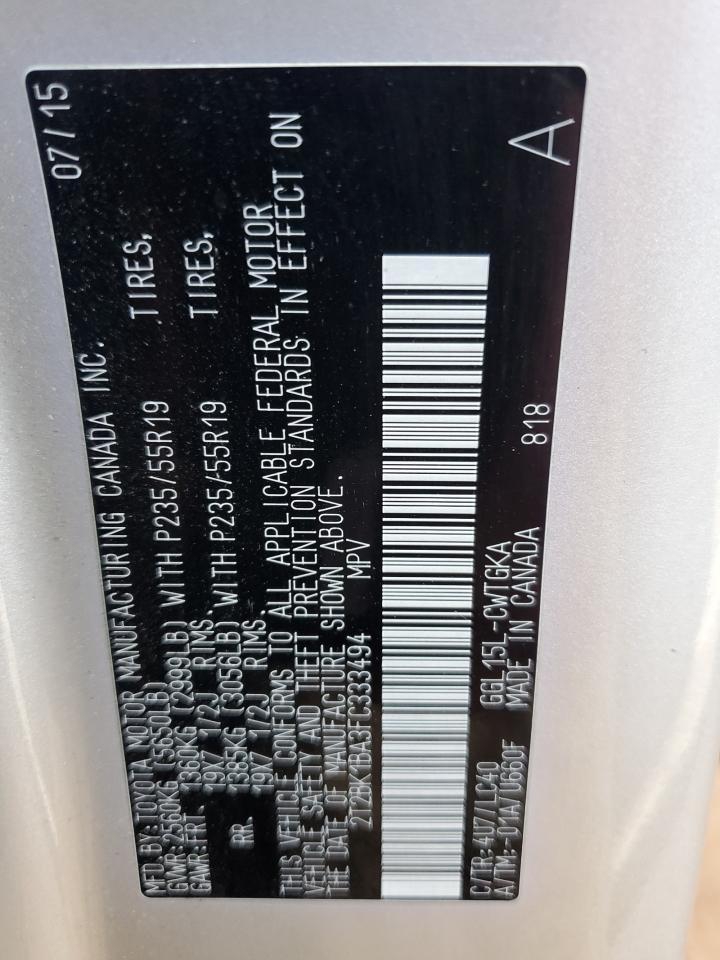 MFD BY:TOYOTA MOTOR MANUFACTURING CANADA INC. 07/15
GVWR:2560KG (5650LB)
GAWR:FRT. 1360KG (2999LB) WITH P235/55R19 TIRES,
19X7 1/2J RIMS.
RR. 1385KG (3056LB) WITH P235/55R19 TIRES,
19X7 1/2J RIMS.
THIS VEHICLE CONFORMS TO ALL APPLICABLE FEDERAL MOTOR
VEHICLE SAFETY AND THEFT PREVENTION STANDARDS IN EFFECT ON
THE DATE OF MANUFACTURE SHOWN ABOVE.
2T2BK1BA3FC333494 MPV
C/TR:4U7/LC40 GGL15L-CWTGKA A
A/TM:-01A/U660F MADE IN CANADA 818